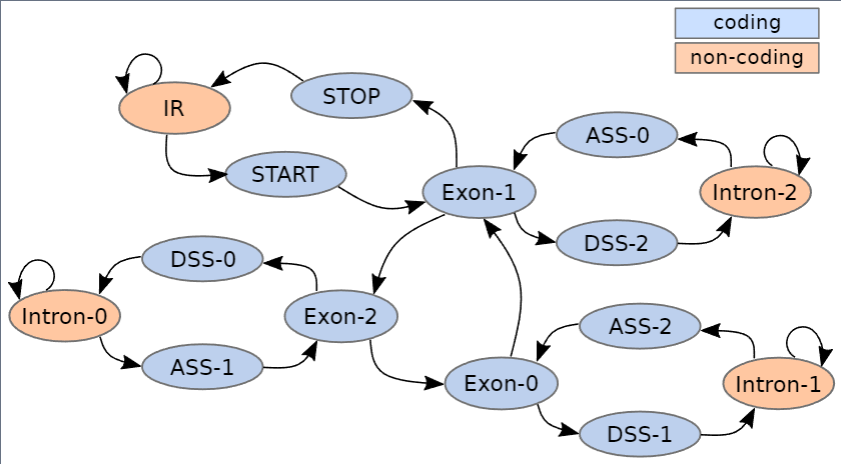 coding
non-coding
STOP
IR
ASS-0
START
Exon-1
Intron-2
DSS-2
DSS-0
Intron-0
Exon-2
ASS-2
ASS-1
Exon-0
Intron-1
DSS-1